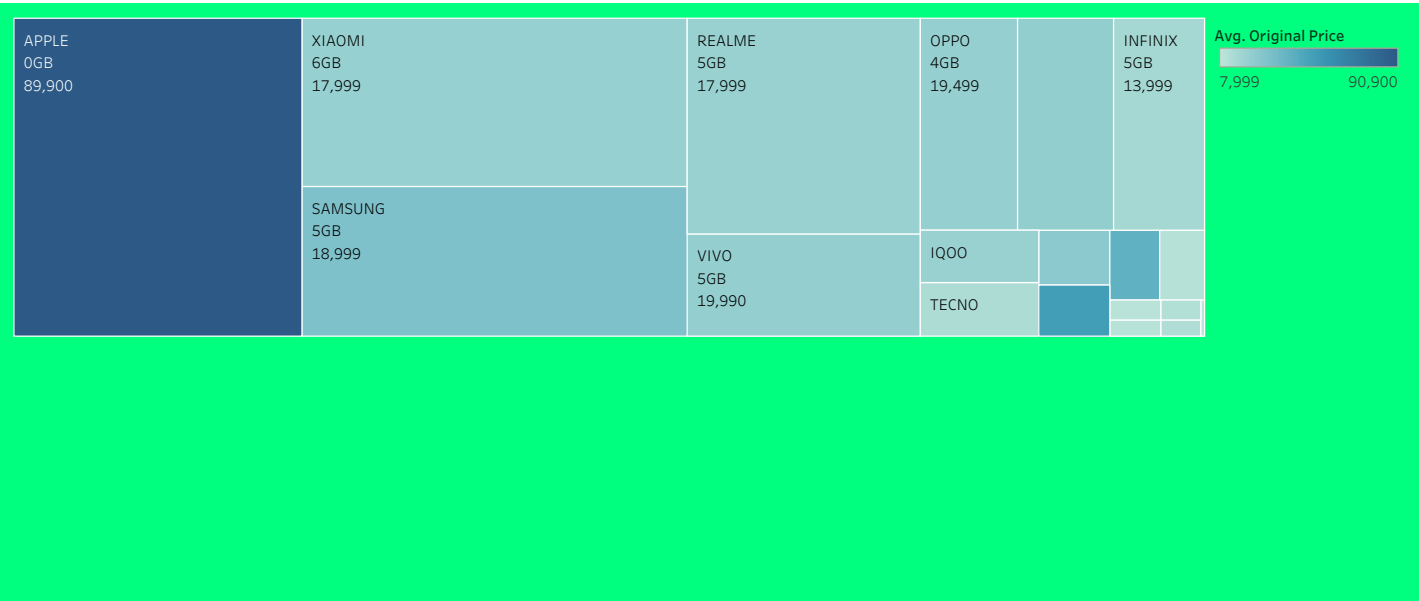 APPLE
0GB
89,900
XIAOMI
6GB
17,999
SAMSUNG
5GB
18,999
REALME
5GB
17,999
VIVO
5GB
19,990
OPPO
4GB
19,499
INFINIX
5GB
13,999
IQOO
TECNO
Avg. Original Price
7,999 90,900